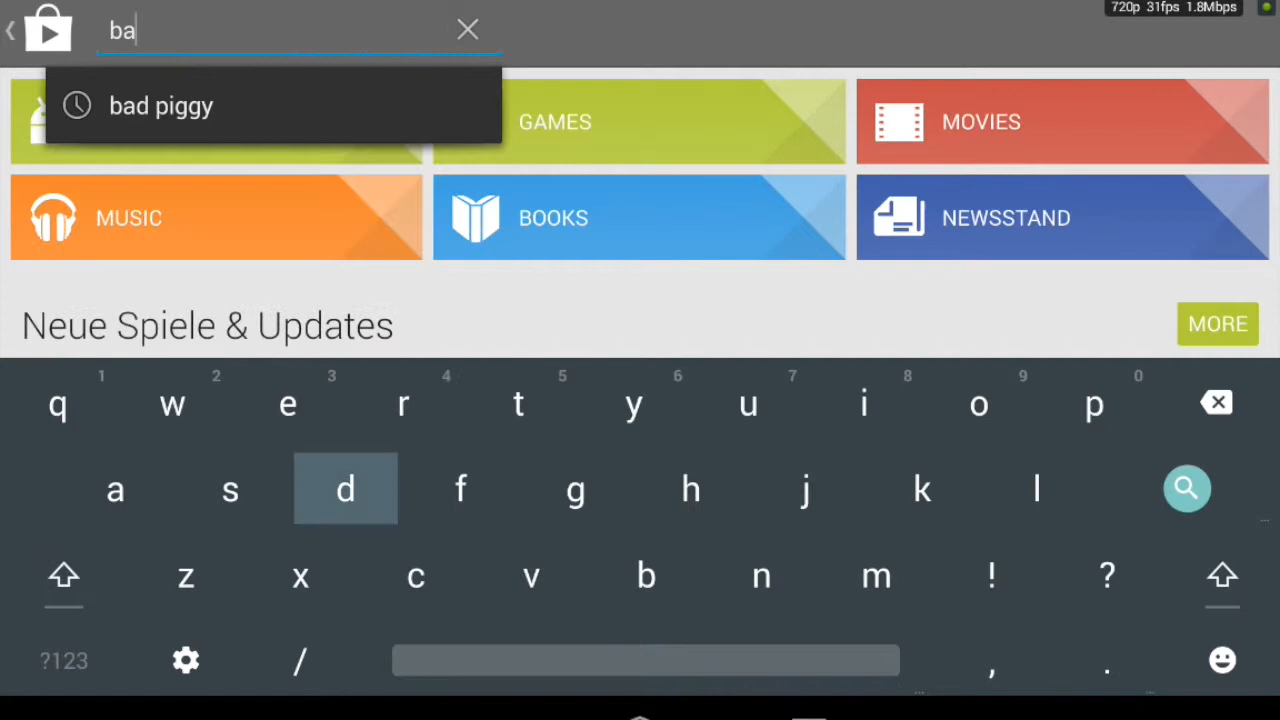 720p 31fps 1.8Mbps
ba
bad piggy
GAMES
MOVIES
MUSIC
BOOKS
NEWSSTAND
Neue Spiele & Updates
MORE
1 2 3 4 5 6 7 8 9 0
q w e r t y u i o p
a s d f g h j k l
z x c v b n m ! ?
?123 / , .